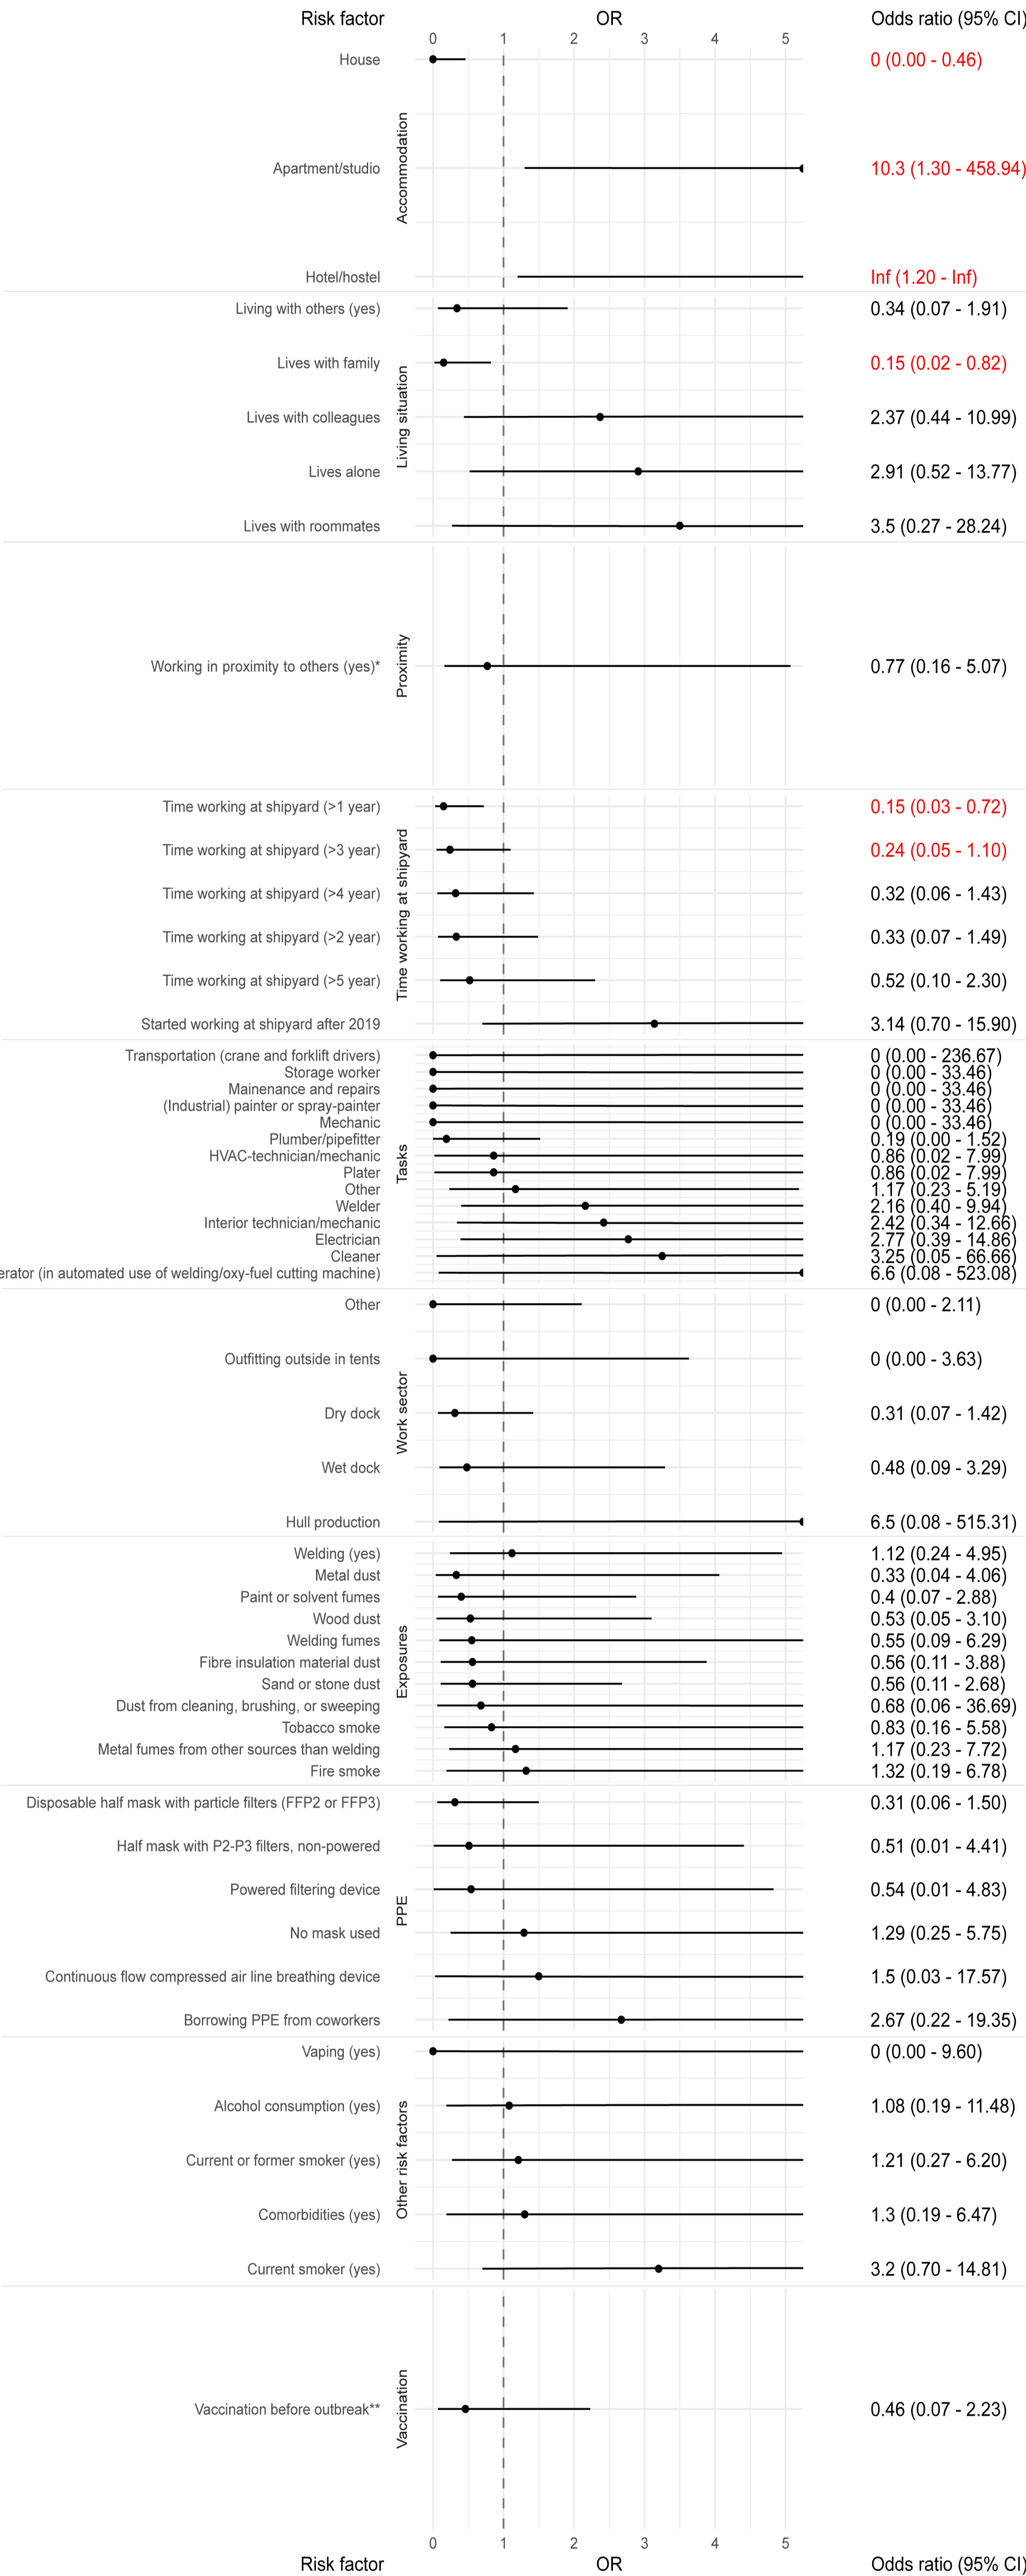 Risk factor OR Odds ratio (95% CI)
0 1 2 3 4 5
Accommodation
House 0 (0.00 - 0.46)
Apartment/studio 10.3 (1.30 - 458.94)
Hotel/hostel Inf (1.20 - Inf)
Living situation
Living with others (yes) 0.34 (0.07 - 1.91)
Lives with family 0.15 (0.02 - 0.82)
Lives with colleagues 2.37 (0.44 - 10.99)
Lives alone 2.91 (0.52 - 13.77)
Lives with roommates 3.5 (0.27 - 28.24)
Proximity
Working in proximity to others (yes)* 0.77 (0.16 - 5.07)
Time working at shipyard
Time working at shipyard (>1 year) 0.15 (0.03 - 0.72)
Time working at shipyard (>3 year) 0.24 (0.05 - 1.10)
Time working at shipyard (>4 year) 0.32 (0.06 - 1.43)
Time working at shipyard (>2 year) 0.33 (0.07 - 1.49)
Time working at shipyard (>5 year) 0.52 (0.10 - 2.30)
Started working at shipyard after 2019 3.14 (0.70 - 15.90)
Tasks
Transportation (crane and forklift drivers) 0 (0.00 - 236.67)
Storage worker 0 (0.00 - 33.46)
Mainenance and repairs 0 (0.00 - 33.46)
(Industrial) painter or spray-painter 0 (0.00 - 33.46)
Mechanic 0 (0.00 - 33.46)
Plumber/pipefitter 0.19 (0.00 - 1.52)
HVAC-technician/mechanic 0.86 (0.02 - 7.99)
Plater 0.86 (0.02 - 7.99)
Other 1.17 (0.23 - 5.19)
Welder 2.16 (0.40 - 9.94)
Interior technician/mechanic 2.42 (0.34 - 12.66)
Electrician 2.77 (0.39 - 14.86)
Cleaner 3.25 (0.05 - 66.66)
erator (in automated use of welding/oxy-fuel cutting machine) 6.6 (0.08 - 523.08)
Work sector
Other 0 (0.00 - 2.11)
Outfitting outside in tents 0 (0.00 - 3.63)
Dry dock 0.31 (0.07 - 1.42)
Wet dock 0.48 (0.09 - 3.29)
Hull production 6.5 (0.08 - 515.31)
Exposures
Welding (yes) 1.12 (0.24 - 4.95)
Metal dust 0.33 (0.04 - 4.06)
Paint or solvent fumes 0.4 (0.07 - 2.88)
Wood dust 0.53 (0.05 - 3.10)
Welding fumes 0.55 (0.09 - 6.29)
Fibre insulation material dust 0.56 (0.11 - 3.88)
Sand or stone dust 0.56 (0.11 - 2.68)
Dust from cleaning, brushing, or sweeping 0.68 (0.06 - 36.69)
Tobacco smoke 0.83 (0.16 - 5.58)
Metal fumes from other sources than welding 1.17 (0.23 - 7.72)
Fire smoke 1.32 (0.19 - 6.78)
PPE
Disposable half mask with particle filters (FFP2 or FFP3) 0.31 (0.06 - 1.50)
Half mask with P2-P3 filters, non-powered 0.51 (0.01 - 4.41)
Powered filtering device 0.54 (0.01 - 4.83)
No mask used 1.29 (0.25 - 5.75)
Continuous flow compressed air line breathing device 1.5 (0.03 - 17.57)
Borrowing PPE from coworkers 2.67 (0.22 - 19.35)
Other risk factors
Vaping (yes) 0 (0.00 - 9.60)
Alcohol consumption (yes) 1.08 (0.19 - 11.48)
Current or former smoker (yes) 1.21 (0.27 - 6.20)
Comorbidities (yes) 1.3 (0.19 - 6.47)
Current smoker (yes) 3.2 (0.70 - 14.81)
Vaccination
Vaccination before outbreak** 0.46 (0.07 - 2.23)
0 1 2 3 4 5
Risk factor OR Odds ratio (95% CI)